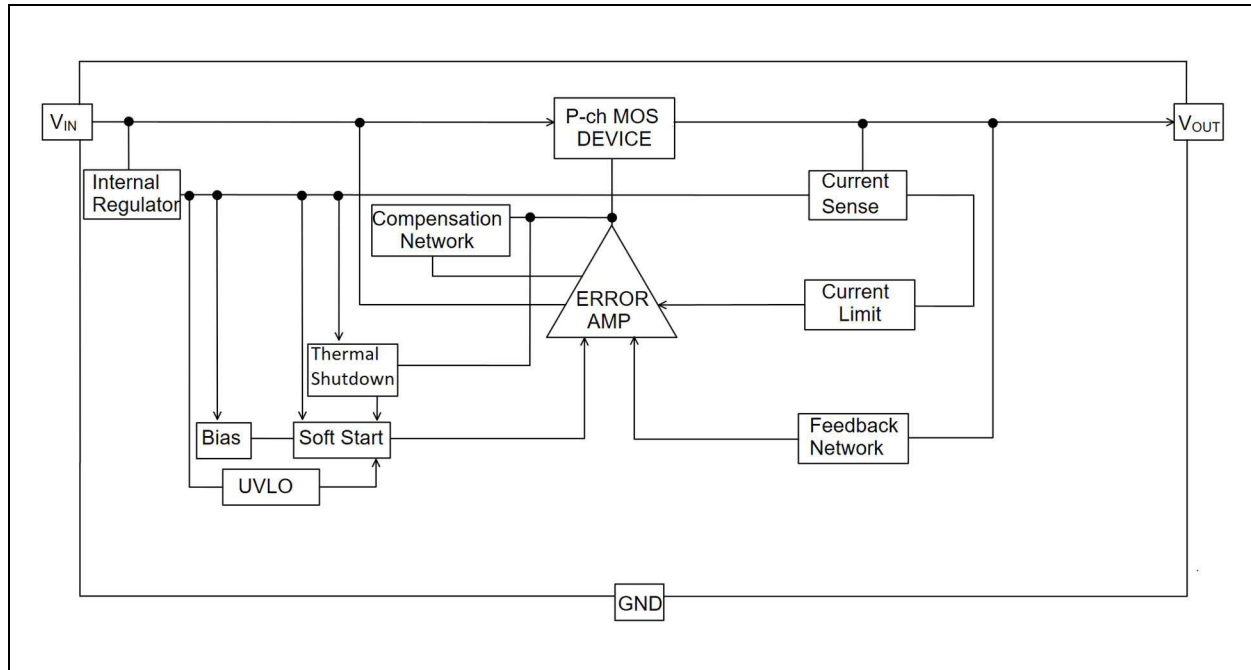 P-ch MOS
DEVICE
VIN
VOUT
Internal
Regulator
Current
Sense
Compensation
Network
ERROR
AMP
Current
Limit
Thermal
Shutdown
Bias
Soft Start
Feedback
Network
UVLO
GND